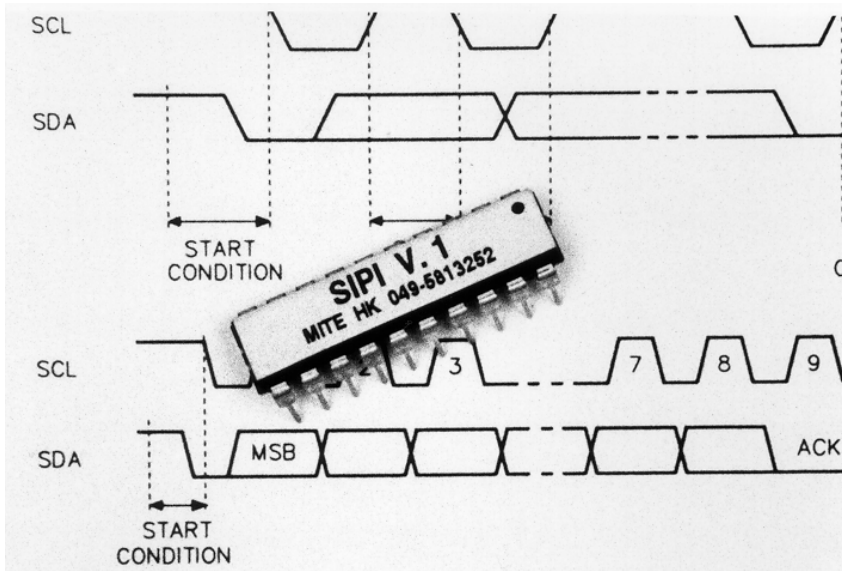 SCL
SDA
START
CONDITION
SIPI V.1
MITE HK 049-5813252
SCL
2 3 7 8 9
SDA
MSB
ACK
START
CONDITION